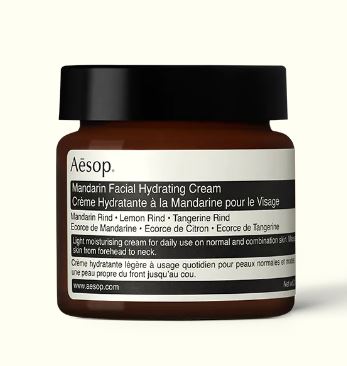 Aēsop.
Mandarin Facial Hydrating Cream
Crème Hydratante à la Mandarine pour le Visage
Mandarin Rind • Lemon Rind • Tangerine Rind
Ecorce de Mandarine • Ecorce de Citron • Ecorce de Tangerine
Light moisturising cream for daily use on normal and combination skin.
skin from forehead to neck.
Crème hydratante légère à usage quotidien pour peaux normales et
une peau propre du front jusqu'au cou.
www.aesop.com